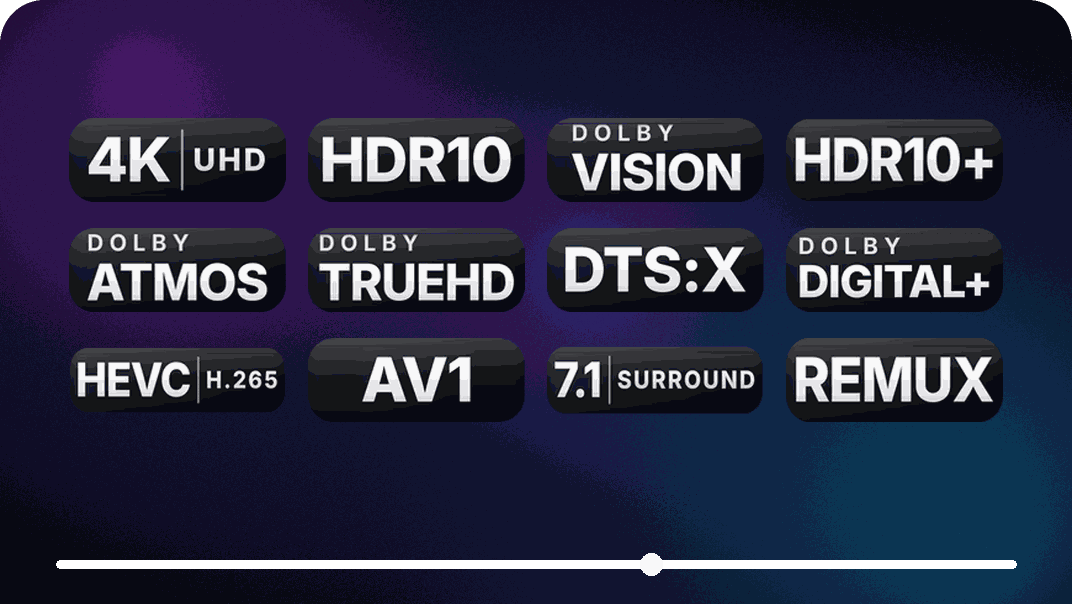 4K | UHD
HDR10
DOLBY
VISION
HDR10+
DOLBY
ATMOS
DOLBY
TRUEHD
DTS:X
DOLBY
DIGITAL+
HEVC | H.265
AV1
7.1 | SURROUND
REMUX